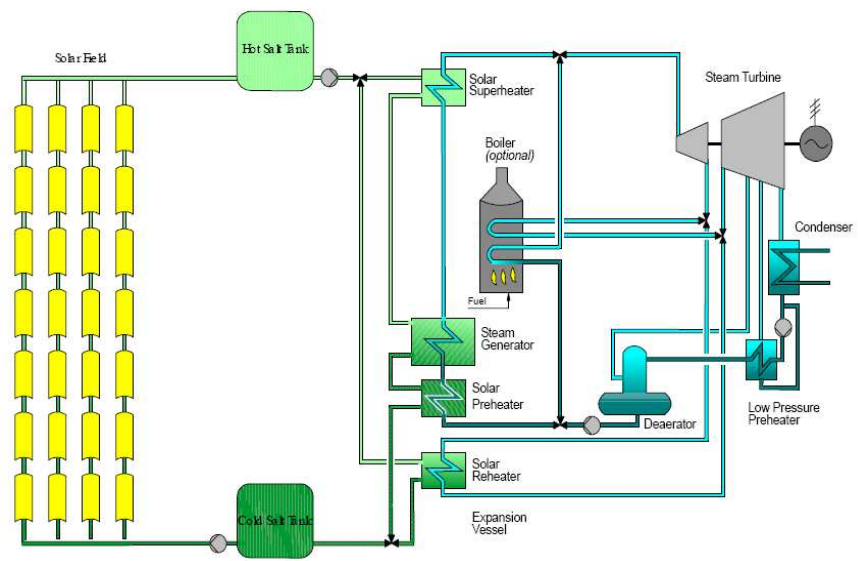 Hot Salt Tank
Solar Field
Solar
Superheater
Steam Turbine
Boiler
(optional)
Condenser
Fuel
Steam
Generator
Solar
Preheater
Deaerator
Low Pressure
Preheater
Solar
Reheater
Cold Salt Tank
Expansion
Vessel